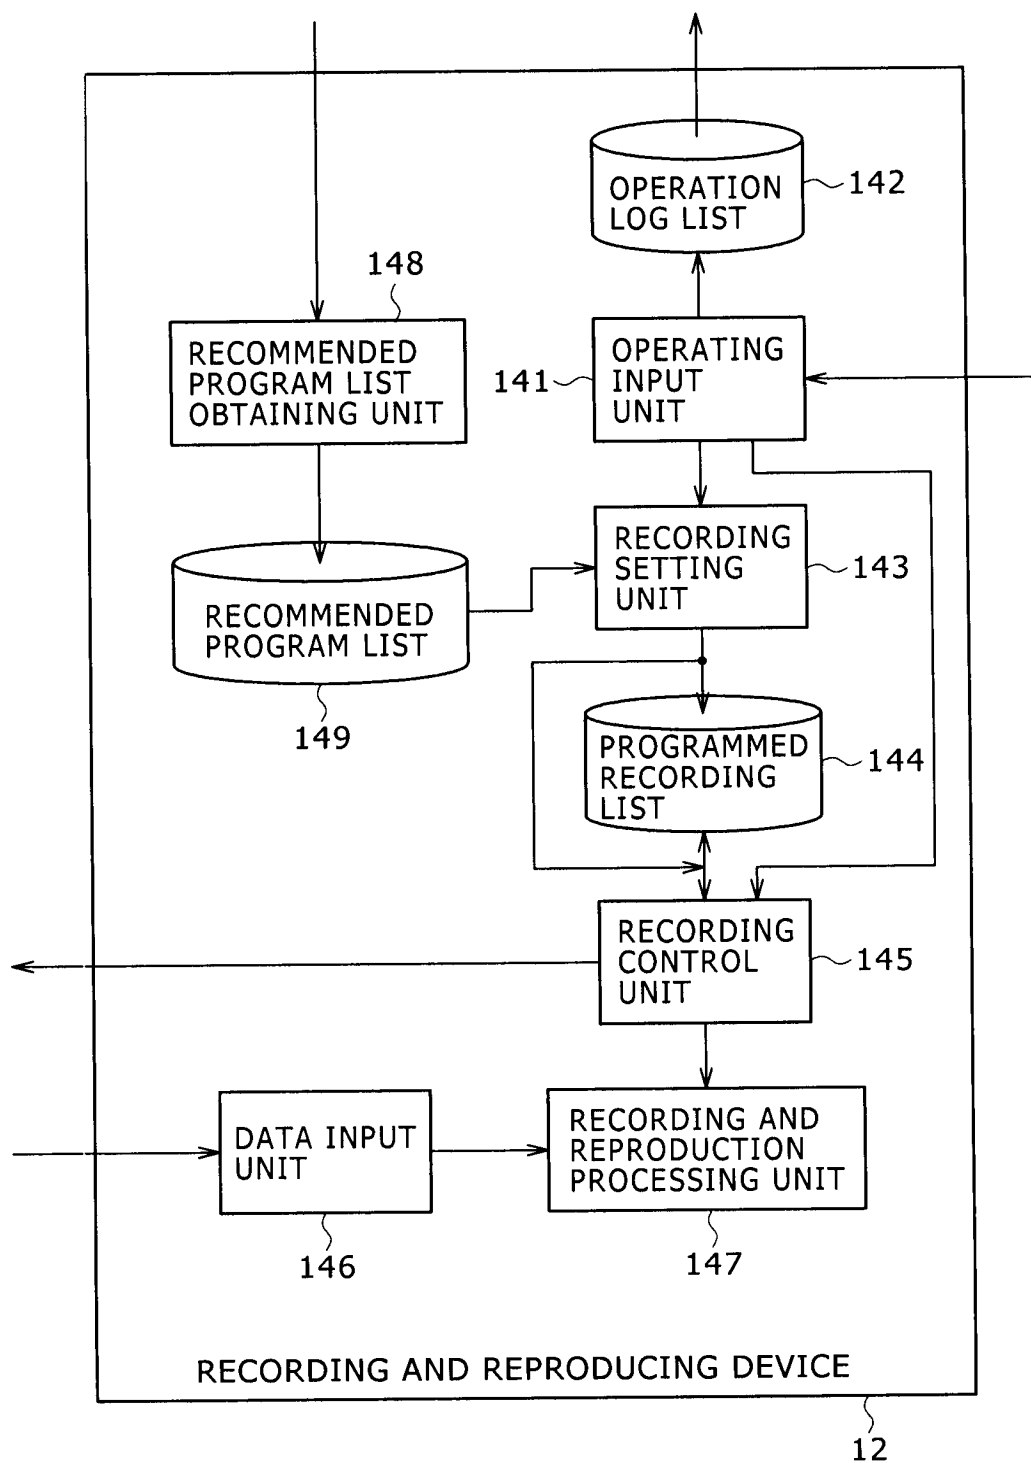 OPERATION
LOG LIST
142
148
RECOMMENDED
PROGRAM LIST
OBTAINING UNIT
141
OPERATING
INPUT
UNIT
RECORDING
SETTING
UNIT
143
RECOMMENDED
PROGRAM LIST
149
PROGRAMMED
RECORDING
LIST
144
RECORDING
CONTROL
UNIT
145
DATA INPUT
UNIT
146
RECORDING AND
REPRODUCTION
PROCESSING UNIT
147
RECORDING AND REPRODUCING DEVICE
12